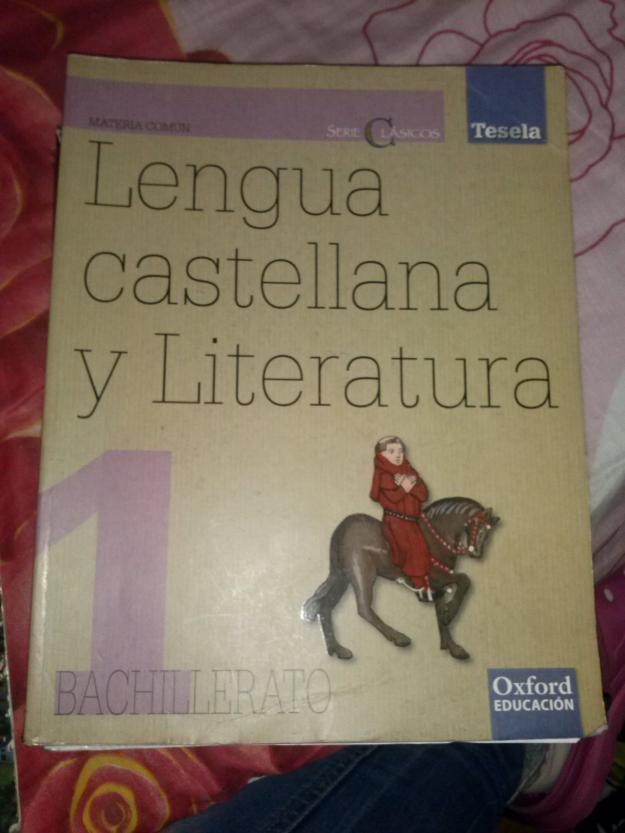 MATERIA COMÚN
SERIE CLÁSICOS
Tesela
Lengua
castellana
y Literatura
1
BACHILLERATO
Oxford
EDUCACIÓN